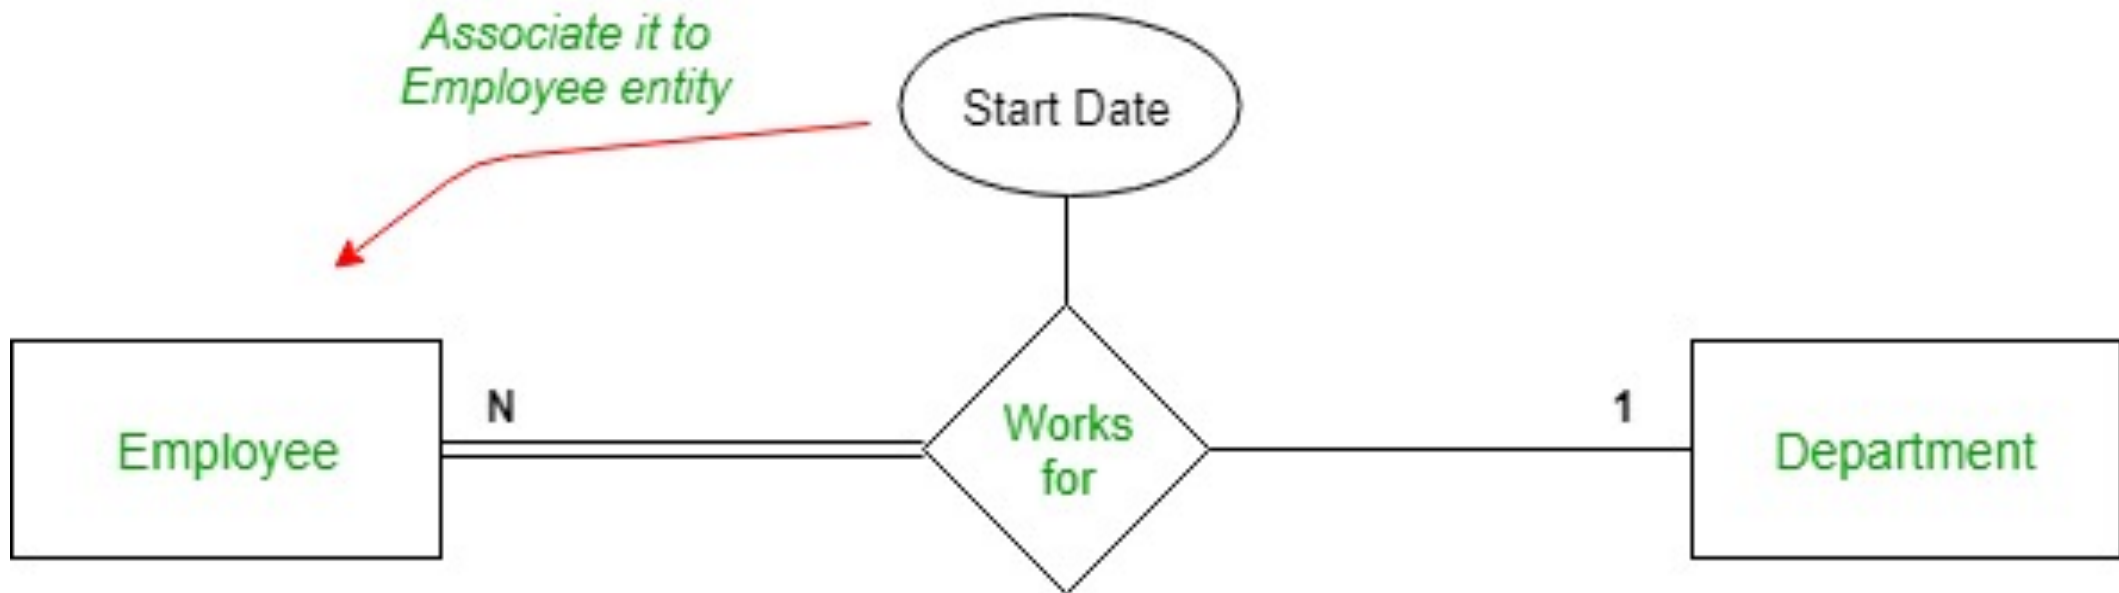 Associate it to
Employee entity
Start Date
N
1
Employee
Works
for
Department